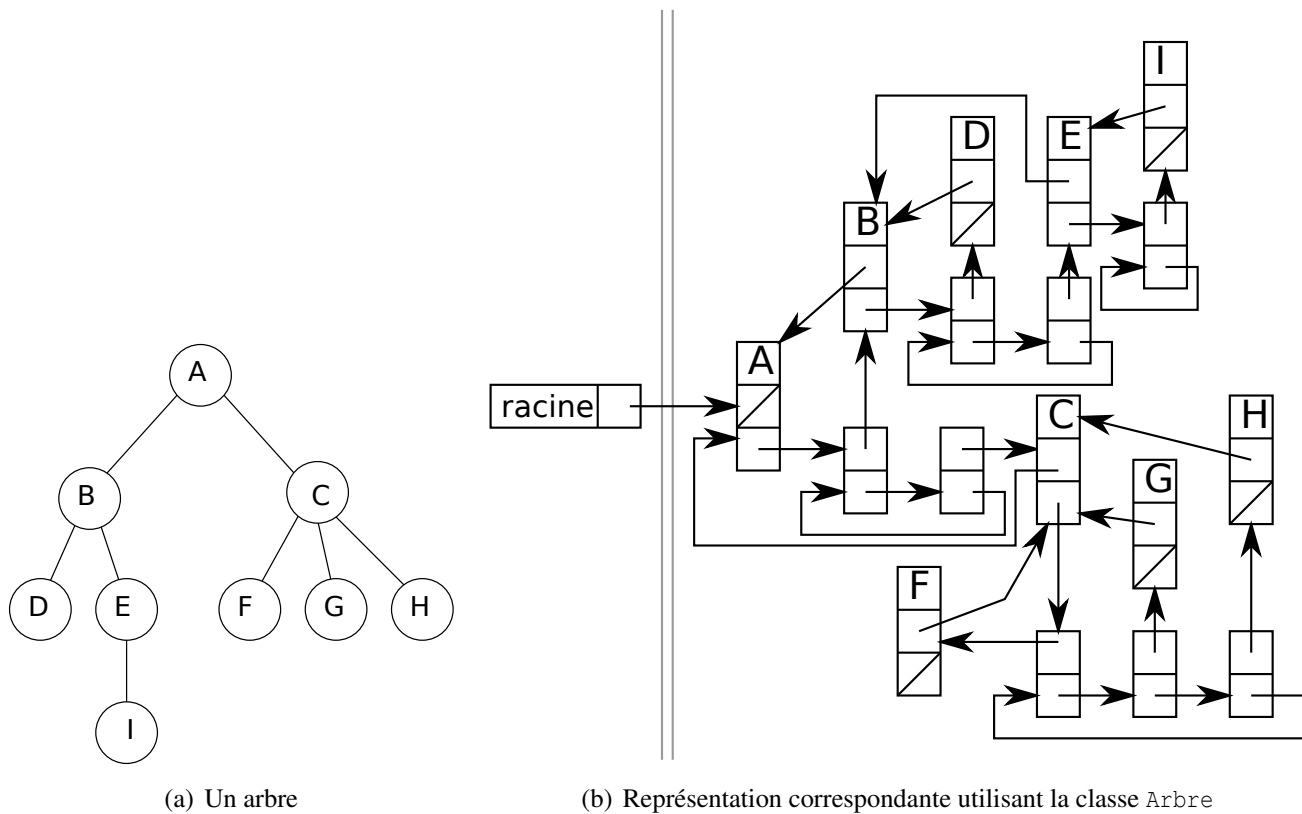 A
B
C
D
E
F
G
H
I
I
D
E
B
A
racine
C
H
G
F
(a) Un arbre
(b) Représentation correspondante utilisant la classe Arbre